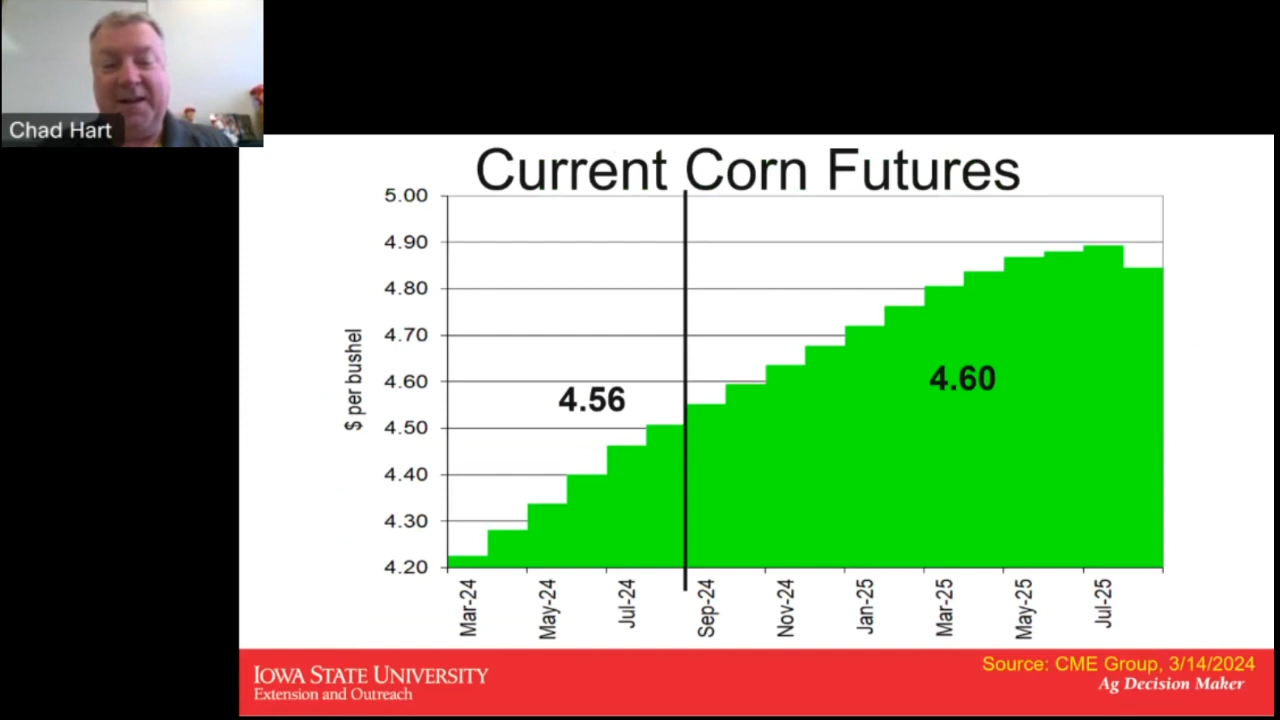 Chad Hart
Current Corn Futures
5.00
4.90
4.80
4.70
4.60
4.50
4.40
4.30
4.20
$ per bushel
4.56
4.60
Mar-24
May-24
Jul-24
Sep-24
Nov-24
Jan-25
Mar-25
May-25
Jul-25
IOWA STATE UNIVERSITY
Extension and Outreach
Source: CME Group, 3/14/2024
Ag Decision Maker